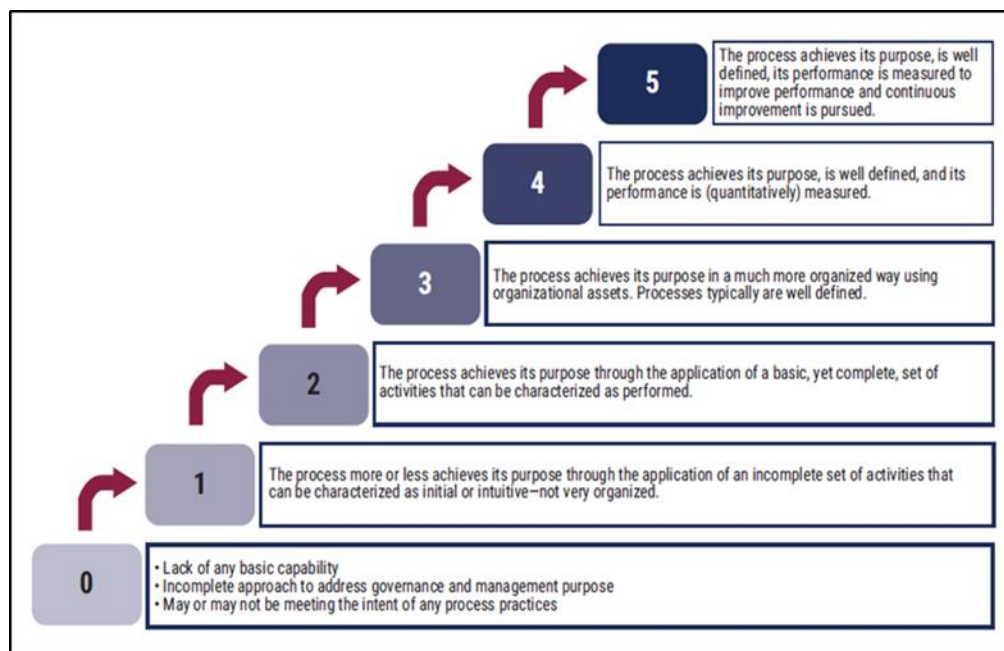 5
The process achieves its purpose, is well
defined, its performance is measured to
improve performance and continuous
improvement is pursued.
4
The process achieves its purpose, is well defined, and its
performance is (quantitatively) measured.
3
The process achieves its purpose in a much more organized way using
organizational assets. Processes typically are well defined.
2
The process achieves its purpose through the application of a basic, yet complete, set of
activities that can be characterized as performed.
1
The process more or less achieves its purpose through the application of an incomplete set of activities that
can be characterized as initial or intuitive—not very organized.
0
• Lack of any basic capability
• Incomplete approach to address governance and management purpose
• May or may not be meeting the intent of any process practices